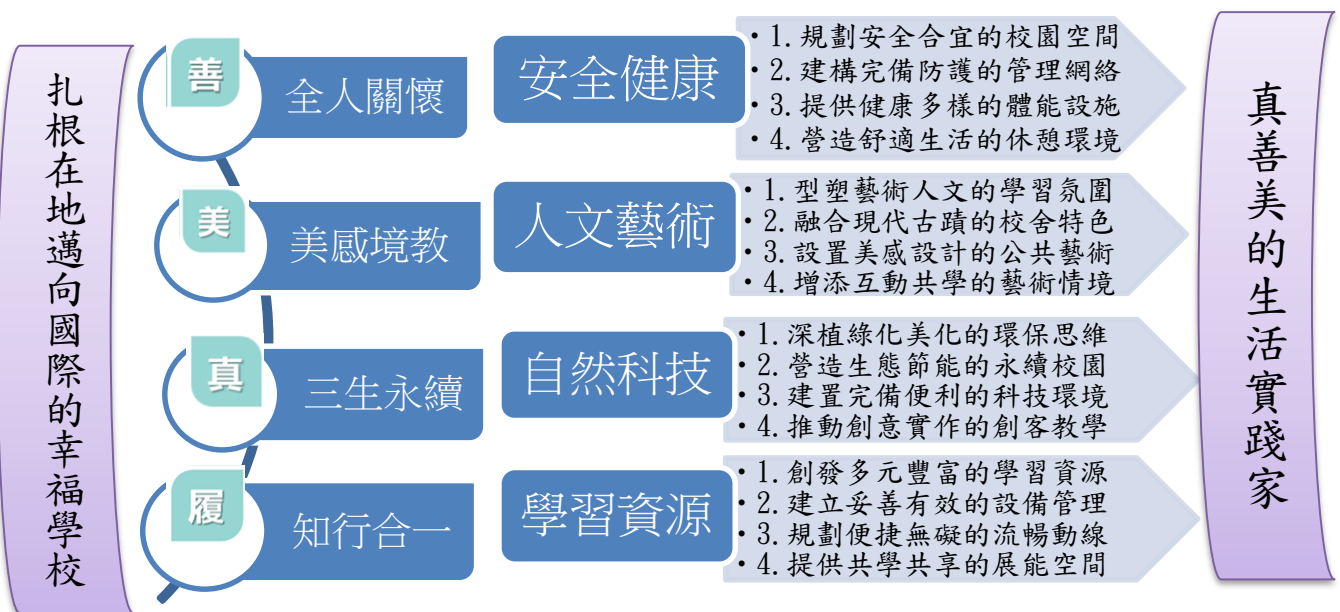 扎根在地邁向國際的幸福學校
善
全人關懷
安全健康
•1.規劃安全合宜的校園空間
•2.建構完備防護的管理網絡
•3.提供健康多樣的體能設施
•4.營造舒適生活的休憩環境
美
美感境教
人文藝術
•1.型塑藝術人文的學習氛圍
•2.融合現代古蹟的校舍特色
•3.設置美感設計的公共藝術
•4.增添互動共學的藝術情境
真
三生永續
自然科技
•1.深植綠化美化的環保思維
•2.營造生態節能的永續校園
•3.建置完備便利的科技環境
•4.推動創意實作的創客教學
履
知行合一
學習資源
•1.創發多元豐富的學習資源
•2.建立妥善有效的設備管理
•3.規劃便捷無礙的流暢動線
•4.提供共學共享的展能空間
真善美的生活實踐家